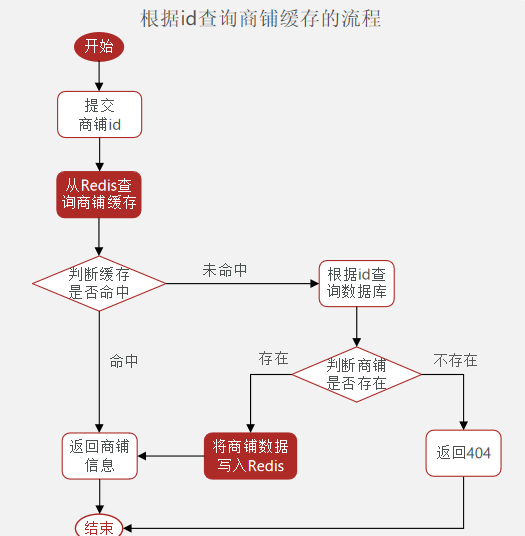 根据id查询商铺缓存的流程
开始
提交
商铺id
从Redis查
询商铺缓存
判断缓存
是否命中
未命中
根据id查
询数据库
命中
判断商铺
是否存在
存在
不存在
将商铺数据
写入Redis
返回商铺
信息
返回404
结束